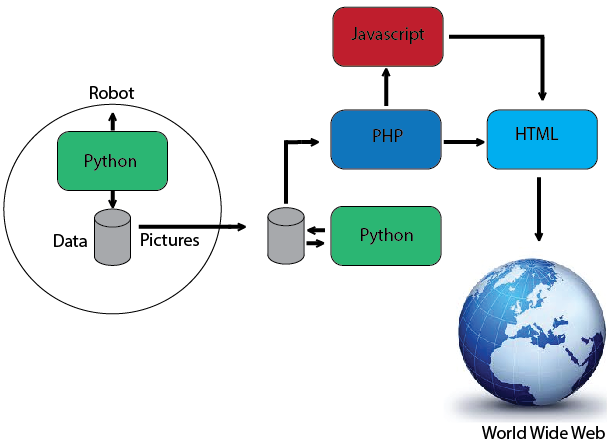 Javascript
Robot
PHP
HTML
Python
Data
Pictures
Python
World Wide Web